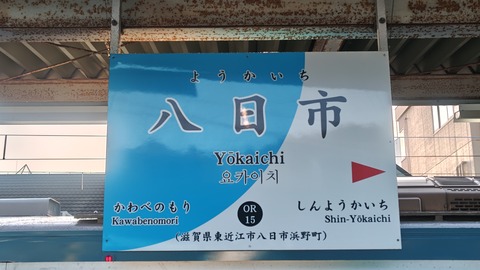 ようかいち
八日市
Yōkaichi
요카이치
かわべのもり
Kawabenomori
OR
15
しんようかいち
Shin-Yōkaichi
(滋賀県東近江市八日市浜野町)